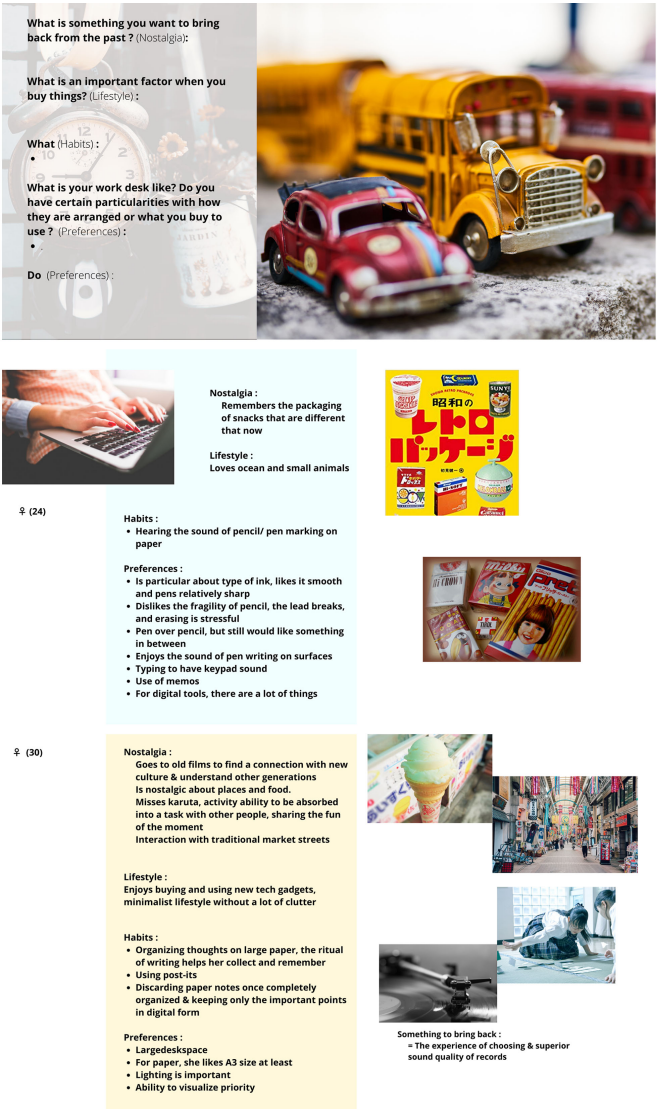 What is something you want to bring
back from the past ? (Nostalgia):
What is an important factor when you
buy things? (Lifestyle) :
What (Habits) :
•
What is your work desk like? Do you
have certain particularities with how
they are arranged or what you buy to
use ? (Preferences) :
• :
Do (Preferences) :
JARDIN
Nostalgia :
Remembers the packaging
of snacks that are different
that now
Lifestyle :
Loves ocean and small animals
昭和の
レトロ
パッケージ
♀ (24)
Habits :
• Hearing the sound of pencil/ pen marking on
paper
Preferences :
• Is particular about type of ink, likes it smooth
and pens relatively sharp
• Dislikes the fragility of pencil, the lead breaks,
and erasing is stressful
• Pen over pencil, but still would like something
in between
• Enjoys the sound of pen writing on surfaces
• Typing to have keypad sound
• Use of memos
• For digital tools, there are a lot of things
Hi CROWN
Milky
Pretz
♀ (30)
Nostalgia :
Goes to old films to find a connection with new
culture & understand other generations
Is nostalgic about places and food.
Misses karuta, activity ability to be absorbed
into a task with other people, sharing the fun
of the moment
Interaction with traditional market streets
Lifestyle :
Enjoys buying and using new tech gadgets,
minimalist lifestyle without a lot of clutter
Habits :
• Organizing thoughts on large paper, the ritual
of writing helps her collect and remember
• Using post-its
• Discarding paper notes once completely
organized & keeping only the important points
in digital form
Preferences :
• Largedeskspace
• For paper, she likes A3 size at least
• Lighting is important
• Ability to visualize priority
Something to bring back :
= The experience of choosing & superior
sound quality of records